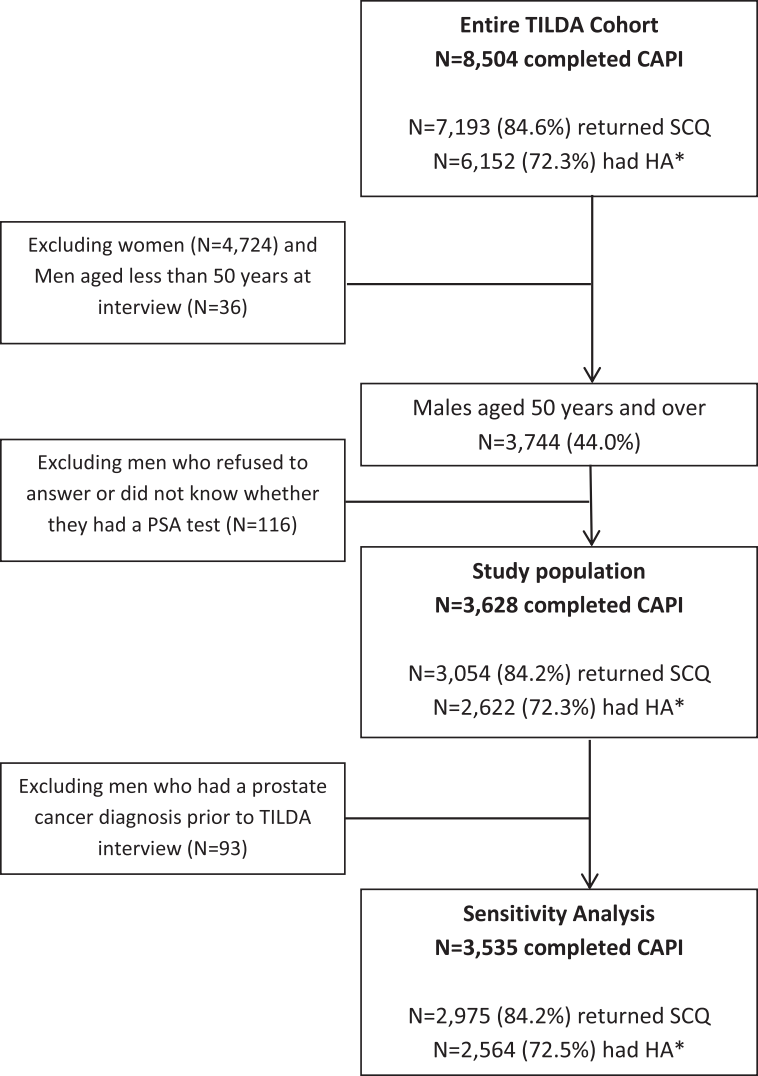 Entire TILDA Cohort
N=8,504 completed CAPI
N=7,193 (84.6%) returned SCQ
N=6,152 (72.3%) had HA*
Excluding women (N=4,724) and
Men aged less than 50 years at
interview (N=36)
Males aged 50 years and over
N=3,744 (44.0%)
Excluding men who refused to
answer or did not know whether
they had a PSA test (N=116)
Study population
N=3,628 completed CAPI
N=3,054 (84.2%) returned SCQ
N=2,622 (72.3%) had HA*
Excluding men who had a prostate
cancer diagnosis prior to TILDA
interview (N=93)
Sensitivity Analysis
N=3,535 completed CAPI
N=2,975 (84.2%) returned SCQ
N=2,564 (72.5%) had HA*